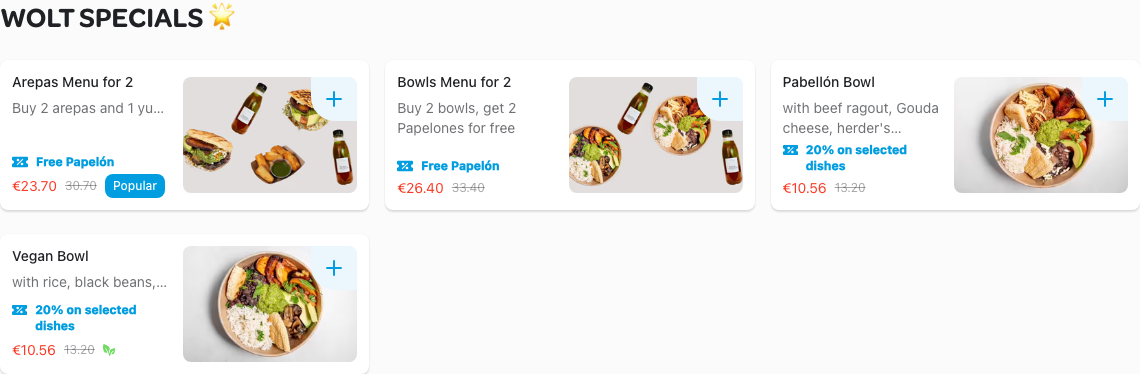 WOLT SPECIALS 🌟
Arepas Menu for 2
Buy 2 arepas and 1 yu...
Free Papelón
€23.70 30.70 Popular
Bowls Menu for 2
Buy 2 bowls, get 2
Papelones for free
Free Papelón
€26.40 33.40
Pabellón Bowl
with beef ragout, Gouda
cheese, herder's...
20% on selected
dishes
€10.56 13.20
Vegan Bowl
with rice, black beans,...
20% on selected
dishes
€10.56 13.20